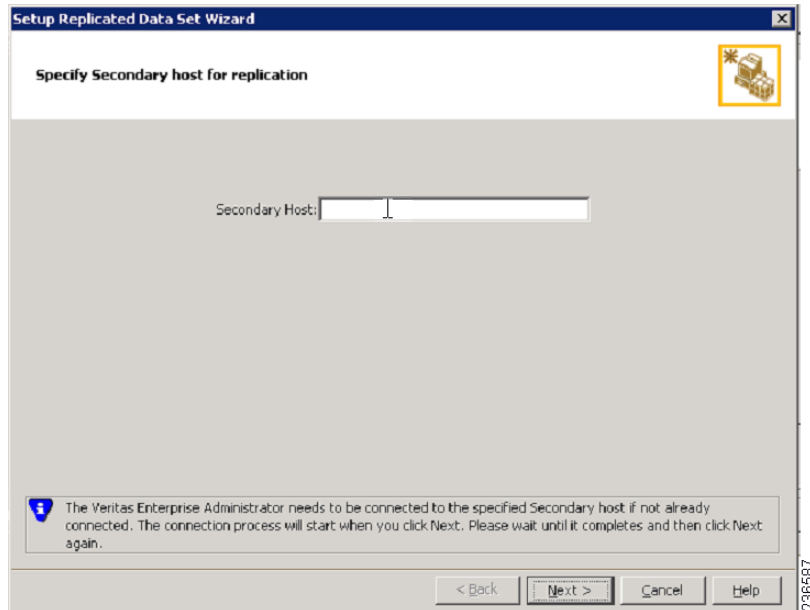 Setup Replicated Data Set Wizard
Specify Secondary host for replication
Secondary Host:
The Veritas Enterprise Administrator needs to be connected to the specified Secondary host if not already
connected. The connection process will start when you click Next. Please wait until it completes and then click Next
again.
< Back
Next >
Cancel
Help
236587